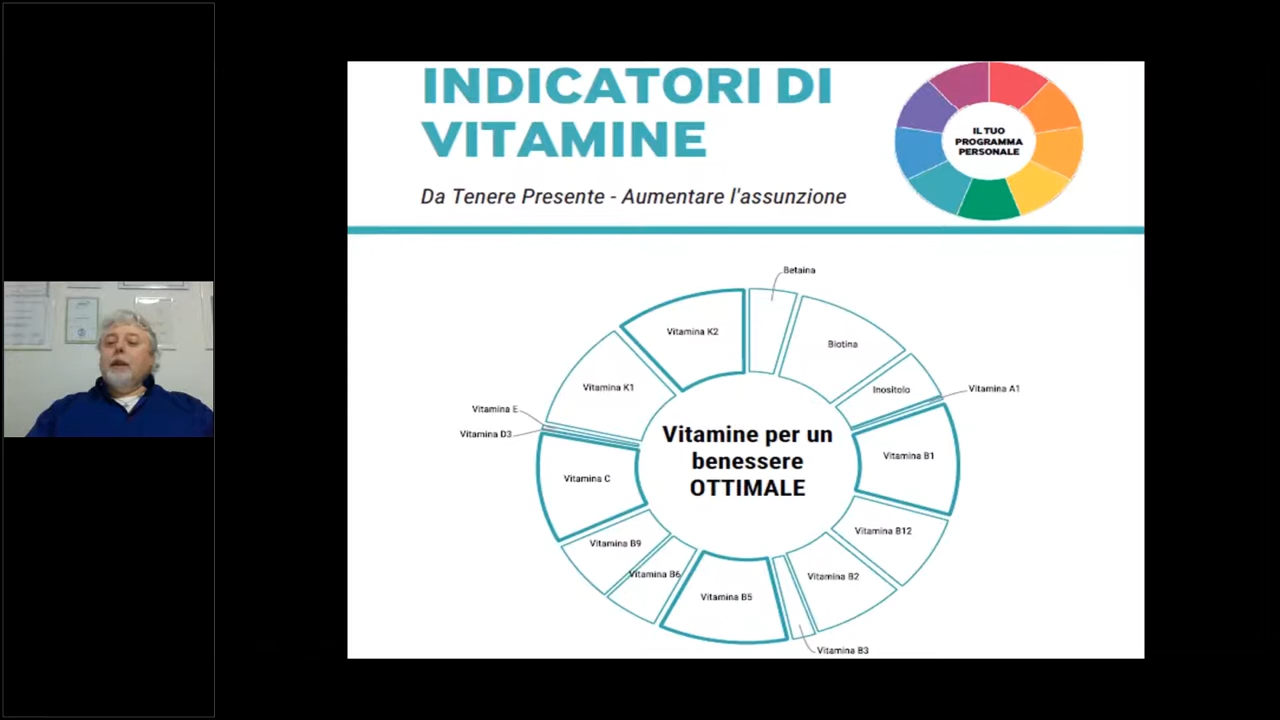 INDICATORI DI
VITAMINE
Da Tenere Presente - Aumentare l'assunzione
IL TUO
PROGRAMMA
PERSONALE
Betaina
Vitamina K2
Biotina
Vitamina K1
Inositolo
Vitamina A1
Vitamina E
Vitamina D3
Vitamine per un
benessere
OTTIMALE
Vitamina B1
Vitamina C
Vitamina B12
Vitamina B9
Vitamina B6
Vitamina B2
Vitamina B5
Vitamina B3